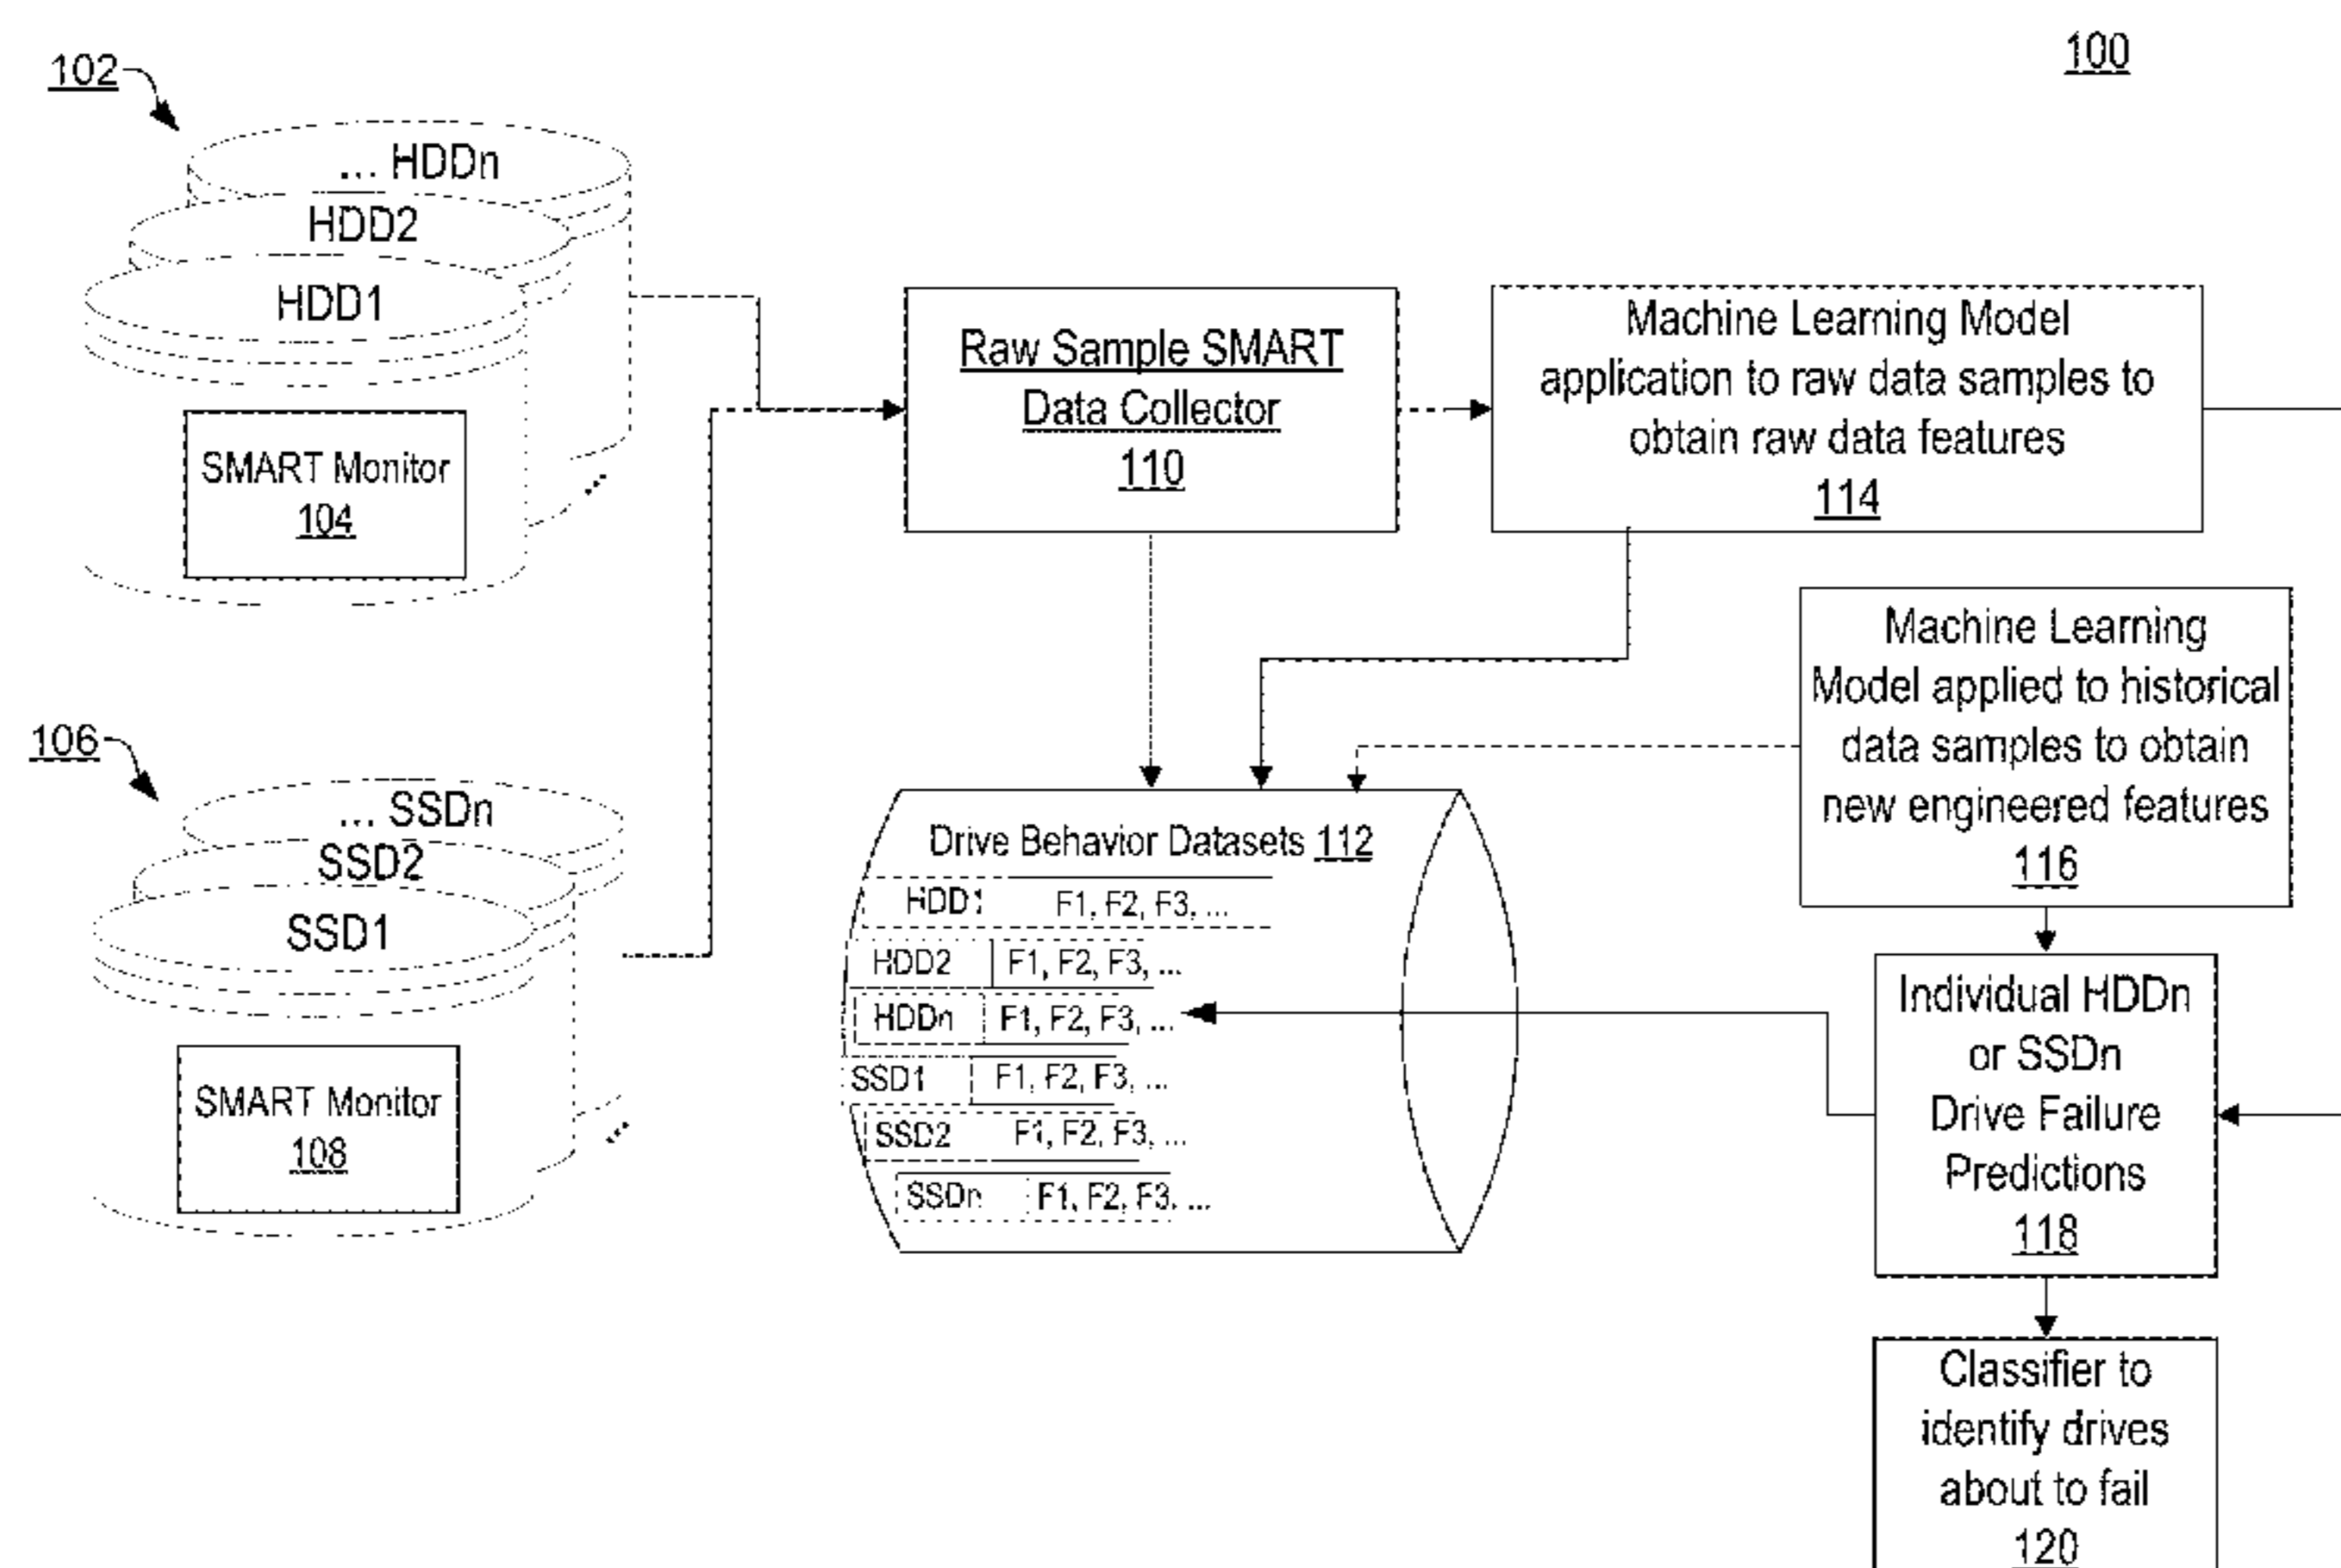 100
102
... HDDn
HDD2
HDD1
SMART Monitor
104
Raw Sample SMART
Data Collector
110
Machine Learning Model
application to raw data samples to
obtain raw data features
114
Machine Learning
Model applied to historical
data samples to obtain
new engineered features
116
106
... SSDn
SSD2
SSD1
SMART Monitor
108
Drive Behavior Datasets 112
HDD1 F1, F2, F3, ...
HDD2 F1, F2, F3, ...
HDDn F1, F2, F3, ...
SSD1 F1, F2, F3, ...
SSD2 F1, F2, F3, ...
SSDn F1, F2, F3, ...
Individual HDDn
or SSDn
Drive Failure
Predictions
118
Classifier to
identify drives
about to fail
120